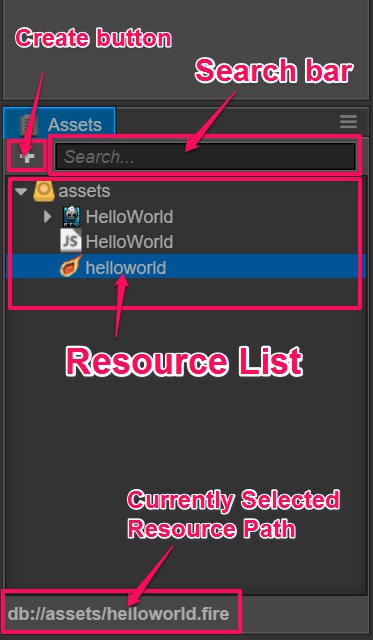 Create button
Search bar
Assets
+ Search...
assets
HelloWorld
JS HelloWorld
helloworld
Resource List
Currently Selected
Resource Path
db://assets/helloworld.fire